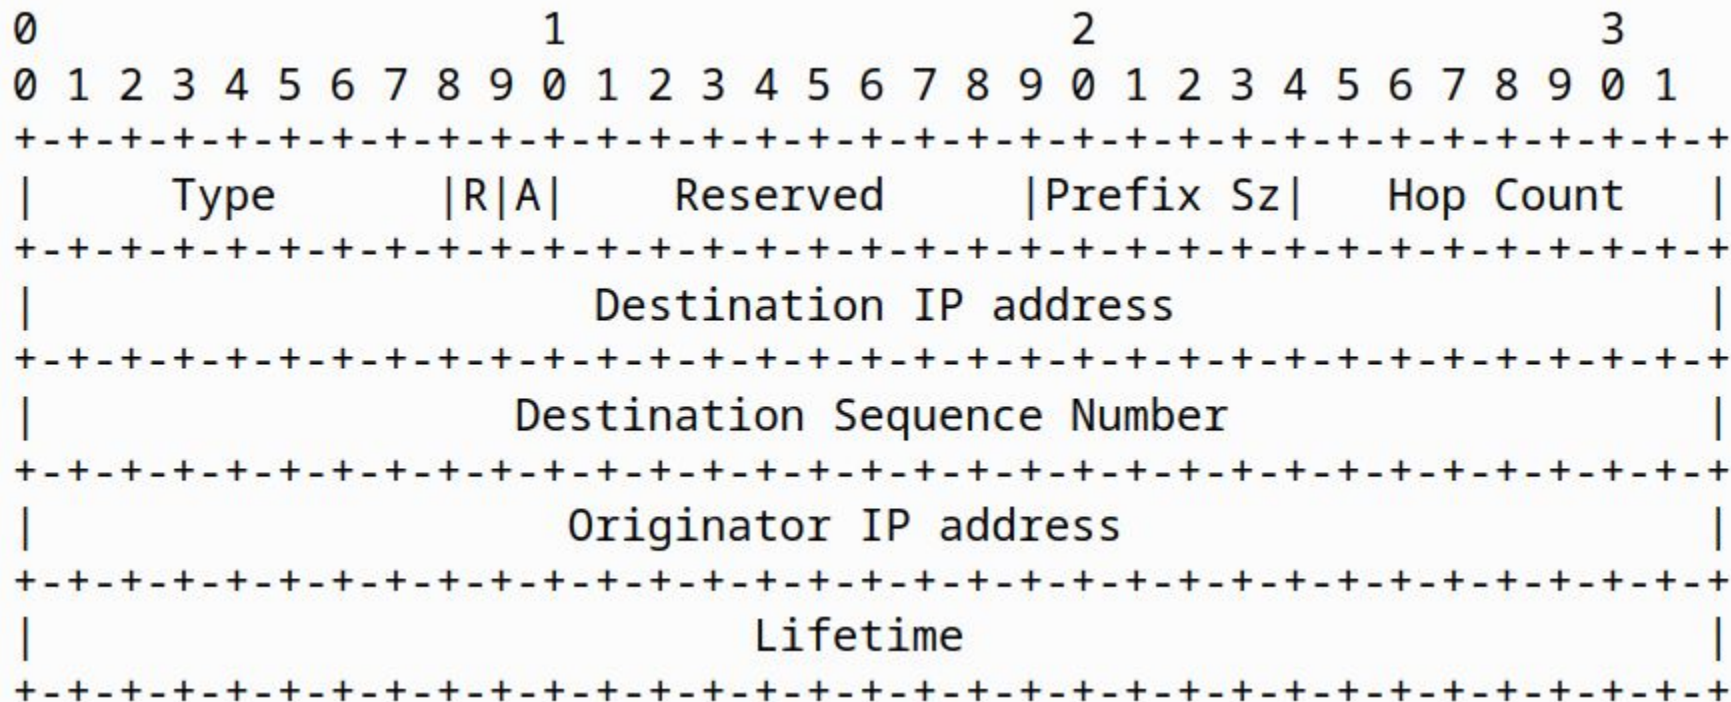 0                   1                   2                   3
0 1 2 3 4 5 6 7 8 9 0 1 2 3 4 5 6 7 8 9 0 1 2 3 4 5 6 7 8 9 0 1
+-+-+-+-+-+-+-+-+-+-+-+-+-+-+-+-+-+-+-+-+-+-+-+-+-+-+-+-+-+-+-+-+
|     Type      |R|A|    Reserved     |Prefix Sz|   Hop Count   |
+-+-+-+-+-+-+-+-+-+-+-+-+-+-+-+-+-+-+-+-+-+-+-+-+-+-+-+-+-+-+-+-+
|                     Destination IP address                    |
+-+-+-+-+-+-+-+-+-+-+-+-+-+-+-+-+-+-+-+-+-+-+-+-+-+-+-+-+-+-+-+-+
|                  Destination Sequence Number                  |
+-+-+-+-+-+-+-+-+-+-+-+-+-+-+-+-+-+-+-+-+-+-+-+-+-+-+-+-+-+-+-+-+
|                    Originator IP address                      |
+-+-+-+-+-+-+-+-+-+-+-+-+-+-+-+-+-+-+-+-+-+-+-+-+-+-+-+-+-+-+-+-+
|                           Lifetime                            |
+-+-+-+-+-+-+-+-+-+-+-+-+-+-+-+-+-+-+-+-+-+-+-+-+-+-+-+-+-+-+-+-+